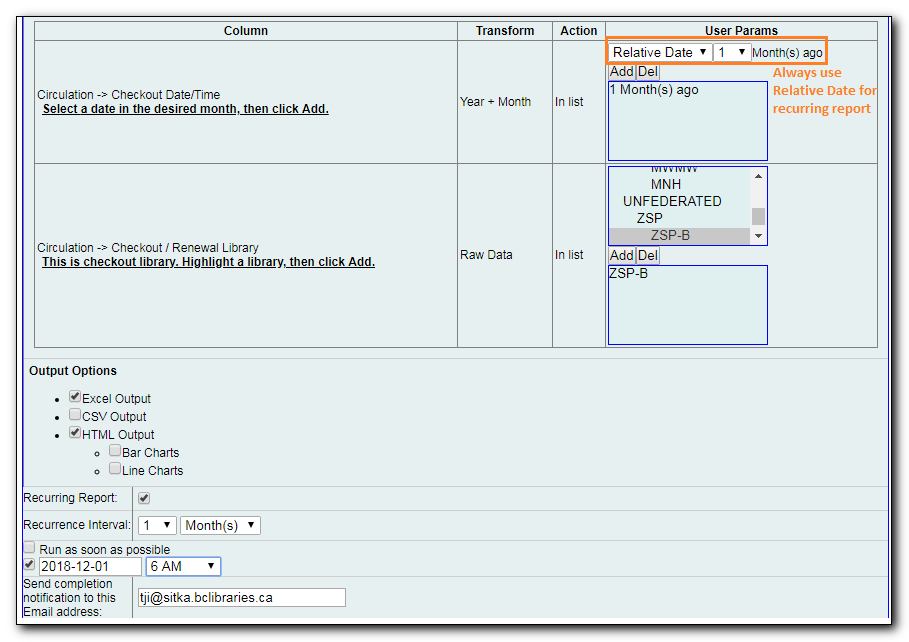 Column Transform Action User Params
Relative Date 1 Month(s) ago
Add Del
Always use
Relative Date for
recurring report
1 Month(s) ago
Circulation -> Checkout Date/Time
Select a date in the desired month, then click Add.
Year + Month
In list
MWMW
MNH
UNFEDERATED
ZSP
ZSP-B
Circulation -> Checkout / Renewal Library
This is checkout library. Highlight a library, then click Add.
Raw Data
In list
Add Del
ZSP-B
Output Options
Excel Output
CSV Output
HTML Output
Bar Charts
Line Charts
Recurring Report:
Recurrence Interval: 1 Month(s)
Run as soon as possible
2018-12-01 6 AM
Send completion
notification to this
Email address:
tji@sitka.bclibraries.ca